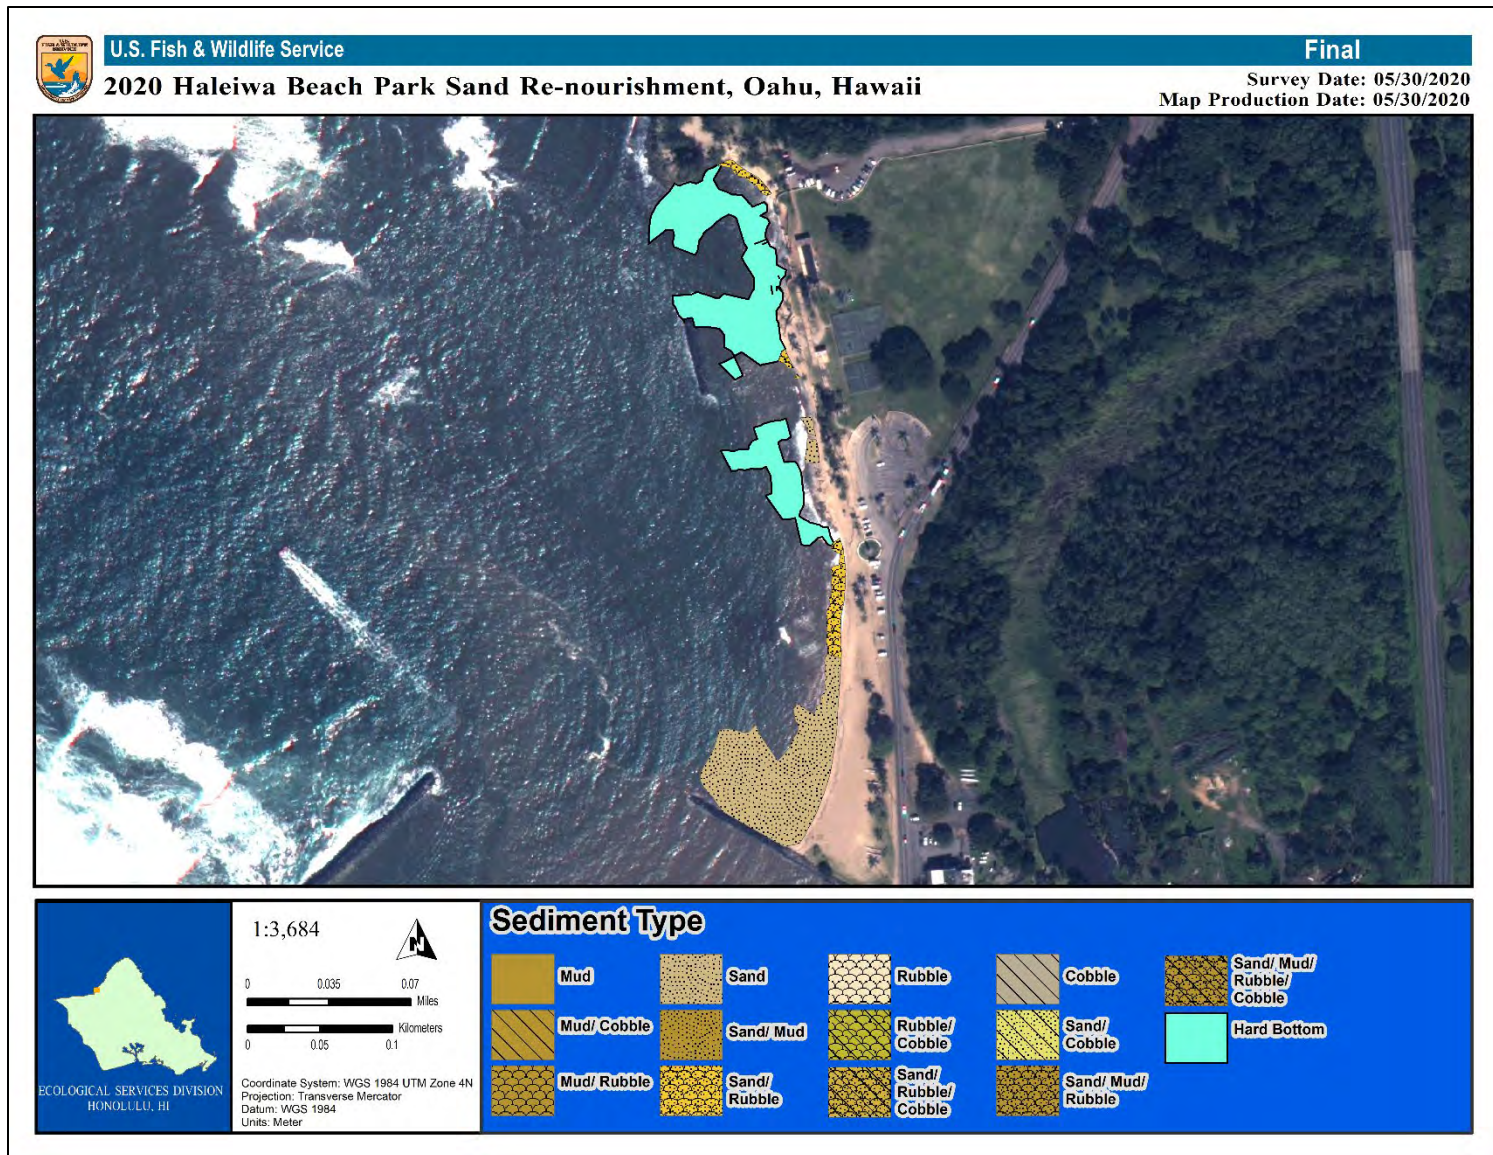 U.S. FISH & WILDLIFE SERVICE
U.S. Fish & Wildlife Service
Final
2020 Haleiwa Beach Park Sand Re-nourishment, Oahu, Hawaii
Survey Date: 05/30/2020
Map Production Date: 05/30/2020
ECOLOGICAL SERVICES DIVISION
HONOLULU, HI
1:3,684
N
0 0.035 0.07
Miles
Kilometers
0 0.05 0.1
Coordinate System: WGS 1984 UTM Zone 4N
Projection: Transverse Mercator
Datum: WGS 1984
Units: Meter
Sediment Type
Mud
Mud/ Cobble
Mud/ Rubble
Sand
Sand/ Mud
Sand/
Rubble
Rubble
Rubble/
Cobble
Sand/
Rubble/
Cobble
Cobble
Sand/
Cobble
Sand/ Mud/
Rubble
Sand/ Mud/
Rubble/
Cobble
Hard Bottom